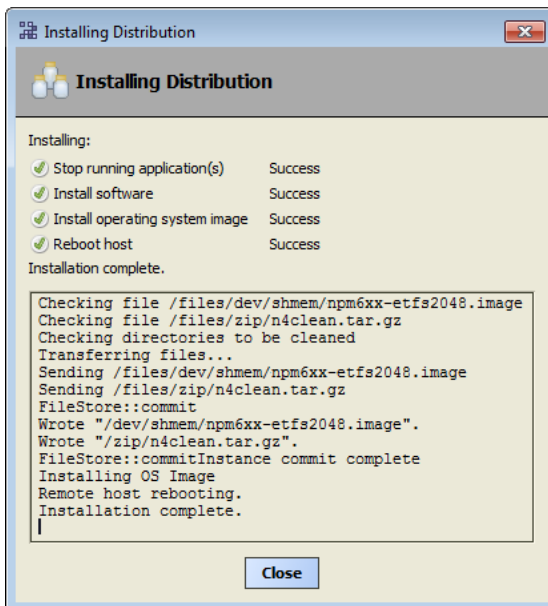 Installing Distribution
Installing Distribution
Installing:
Stop running application(s) Success
Install software Success
Install operating system image Success
Reboot host Success
Installation complete.
Checking file /files/dev/shmem/npm6xx-etfs2048.image
Checking file /files/zip/n4clean.tar.gz
Checking directories to be cleaned
Transferring files...
Sending /files/dev/shmem/npm6xx-etfs2048.image
Sending /files/zip/n4clean.tar.gz
FileStore::commit
Wrote "/dev/shmem/npm6xx-etfs2048.image".
Wrote "/zip/n4clean.tar.gz".
FileStore::commitInstance commit complete
Installing OS Image
Remote host rebooting.
Installation complete.
Close